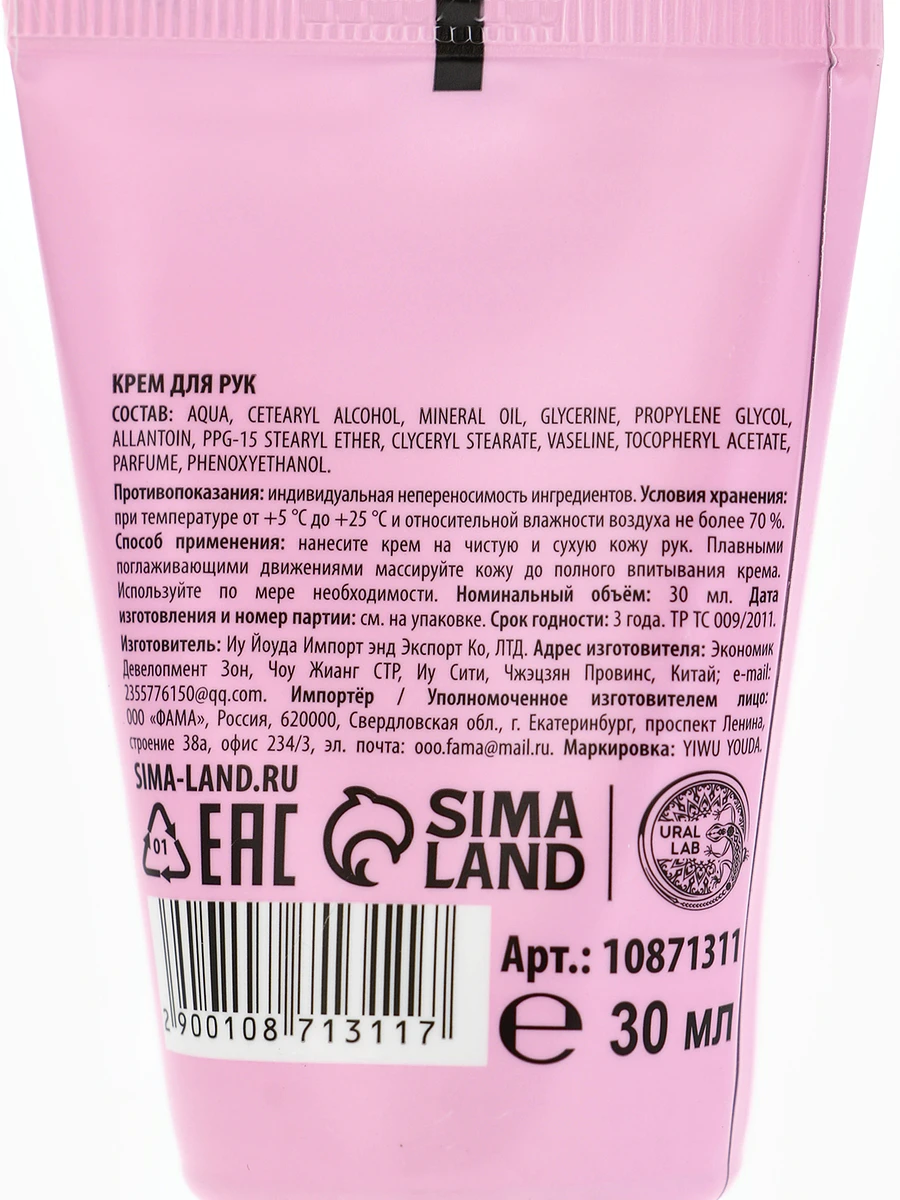 КРЕМ ДЛЯ РУК
СОСТАВ: AQUA, CETEARYL ALCOHOL, MINERAL OIL, GLYCERINE, PROPYLENE GLYCOL,
ALLANTOIN, PPG-15 STEARYL ETHER, CLYCERYL STEARATE, VASELINE, TOCOPHERYL ACETATE,
PARFUME, PHENOXYETHANOL.
Противопоказания: индивидуальная непереносимость ингредиентов. Условия хранения:
при температуре от +5 °С до +25 °С и относительной влажности воздуха не более 70 %.
Способ применения: нанесите крем на чистую и сухую кожу рук. Плавными
поглаживающими движениями массируйте кожу до полного впитывания крема.
Используйте по мере необходимости. Номинальный объём: 30 мл. Дата
изготовления и номер партии: см. на упаковке. Срок годности: 3 года. ТР ТС 009/2011.
Изготовитель: Иу Йоуда Импорт энд Экспорт Ко, ЛТД. Адрес изготовителя: Экономик
Девелопмент Зон, Чоу Жианг СТР, Иу Сити, Чжэцзян Провинс, Китай; e-mail:
2355776150@qq.com. Импортёр / Уполномоченное изготовителем лицо:
ООО «ФАМА», Россия, 620000, Свердловская обл., г. Екатеринбург, проспект Ленина,
строение 38а, офис 234/3, эл. почта: ooo.fama@mail.ru. Маркировка: YIWU YOUDA.
SIMA-LAND.RU
01
EAC
SIMA
LAND
URAL
LAB
Арт.: 10871311
2 900108 713117
e 30 мл